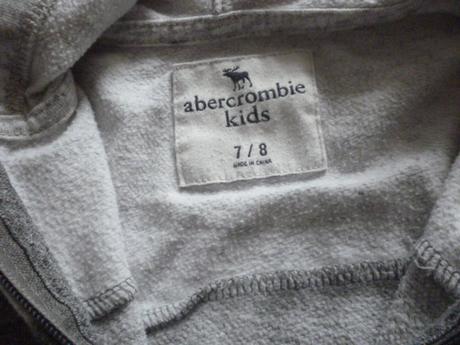 abercrombie
kids
7 / 8
MADE IN CHINA